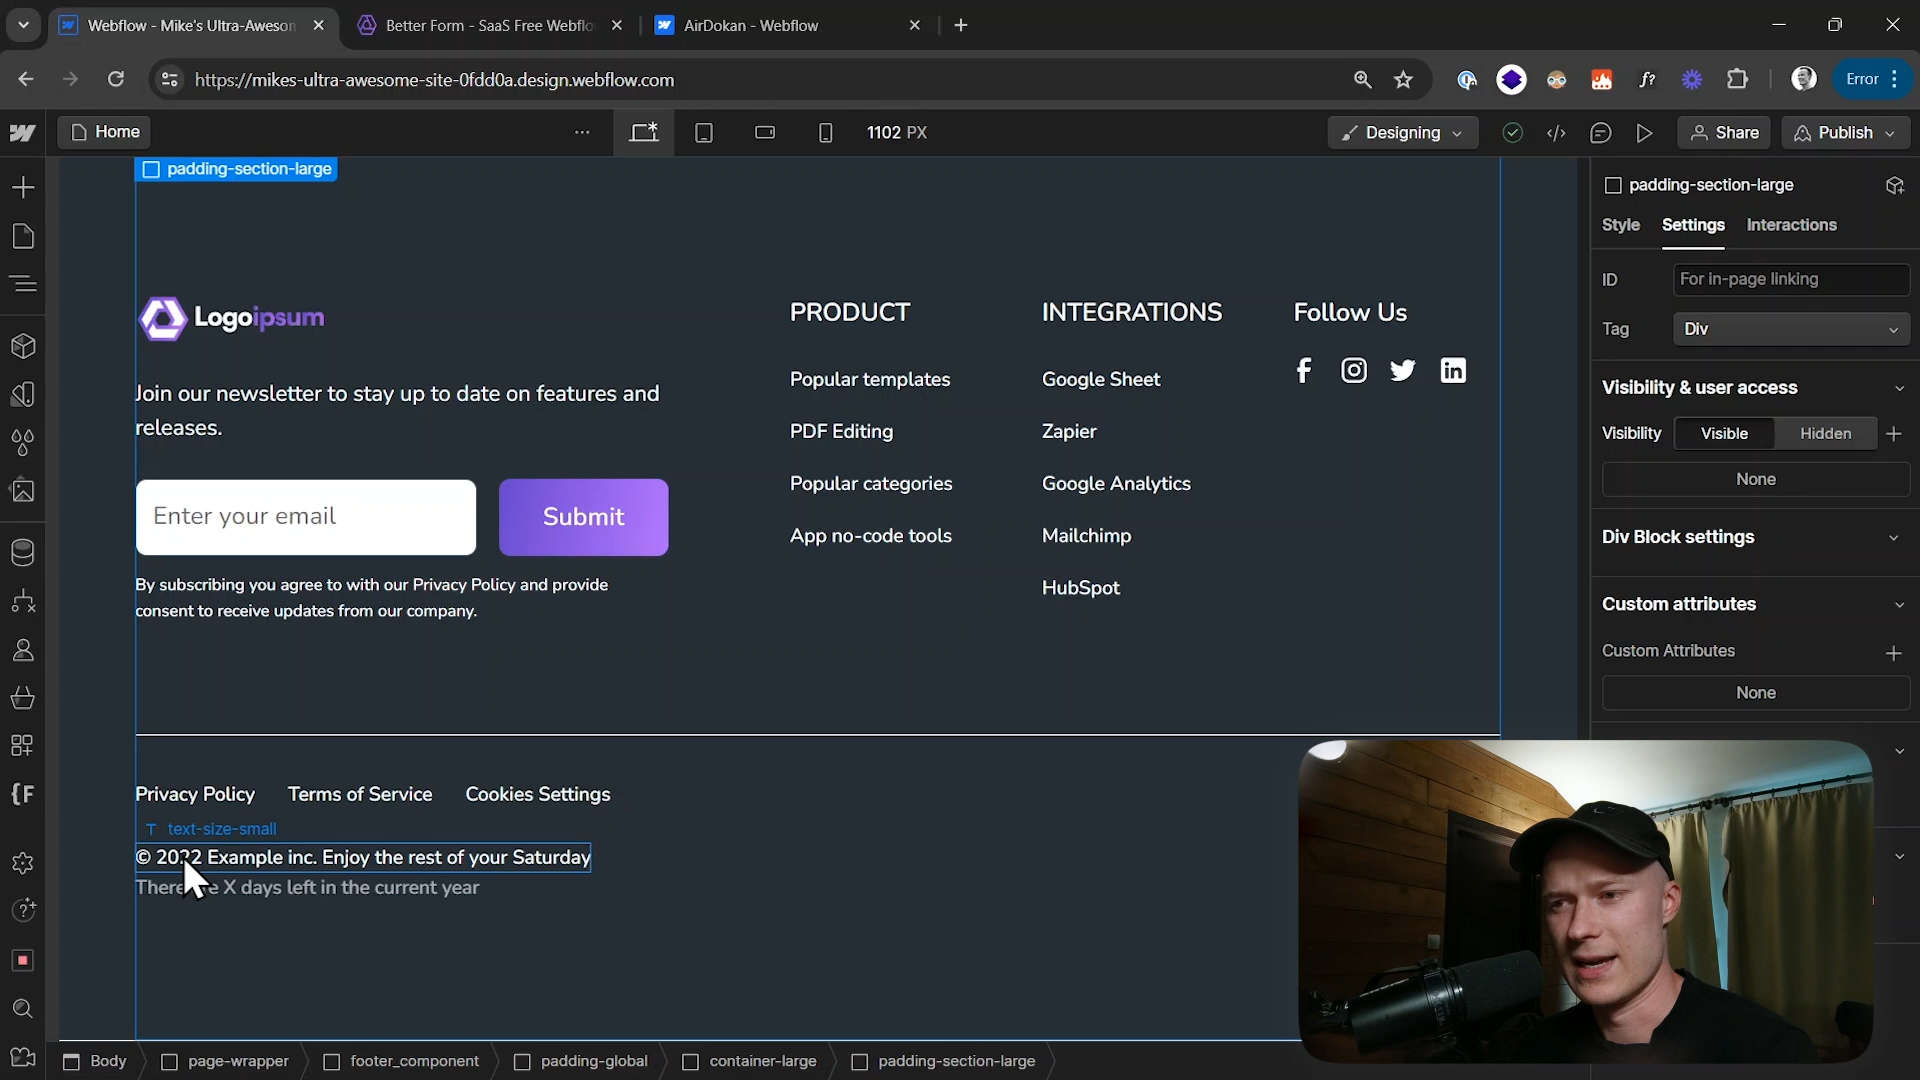 Webflow - Mike's Ultra-Aweson
Better Form - SaaS Free Webflo
AirDokan - Webflow
https://mikes-ultra-awesome-site-0fdd0a.design.webflow.com
Error
Home
1102 PX
Designing
Share
Publish
padding-section-large
padding-section-large
Style
Settings
Interactions
ID
For in-page linking
Tag
Div
Visibility & user access
Visibility
Visible
Hidden
None
Div Block settings
Custom attributes
Custom Attributes
None
Logoipsum
Join our newsletter to stay up to date on features and
releases.
Enter your email
Submit
By subscribing you agree to with our Privacy Policy and provide
consent to receive updates from our company.
PRODUCT
Popular templates
PDF Editing
Popular categories
App no-code tools
INTEGRATIONS
Google Sheet
Zapier
Google Analytics
Mailchimp
HubSpot
Follow Us
Privacy Policy
Terms of Service
Cookies Settings
text-size-small
© 2022 Example inc. Enjoy the rest of your Saturday
X days left in the current year
Body
page-wrapper
footer_component
padding-global
container-large
padding-section-large